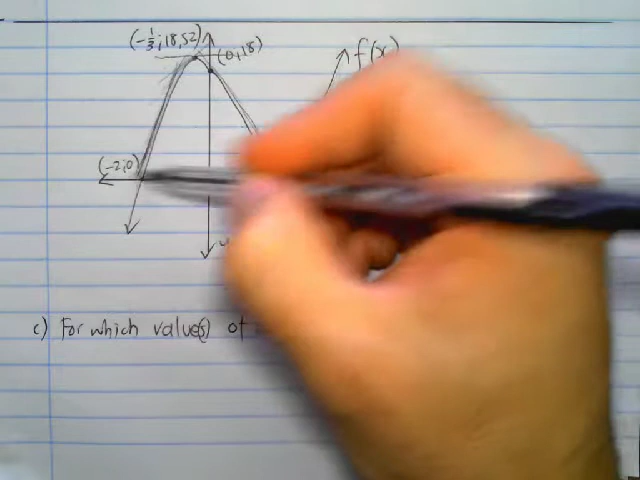 (-1/3; 18,52)
(0; 18)
f(x)
(-2;0)
c) For which value(s) of